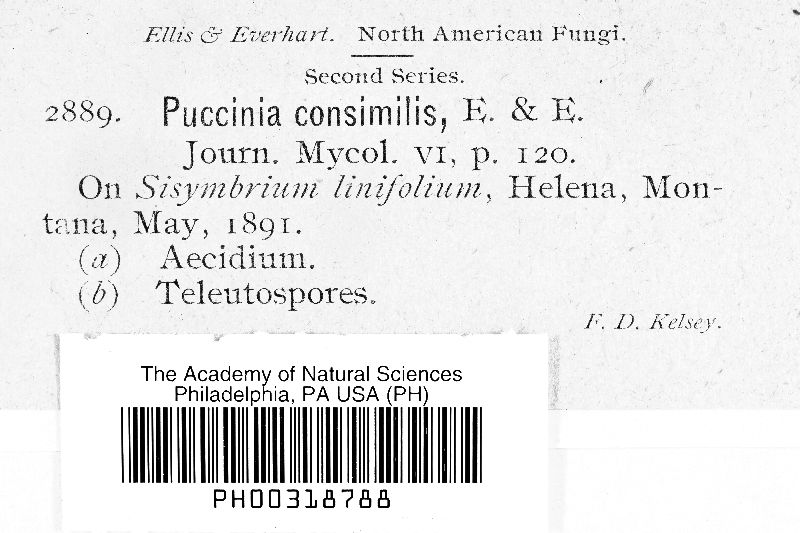 Ellis & Everhart. North American Fungi.
Second Series.
2889. Puccinia consimilis, E. & E.
Journ. Mycol. VI, p. 120.
On Sisymbrium linifolium, Helena, Mon-
tana, May, 1891.
(a) Aecidium.
(b) Teleutospores.
F. D. Kelsey.
The Academy of Natural Sciences
Philadelphia, PA USA (PH)
PH00318788